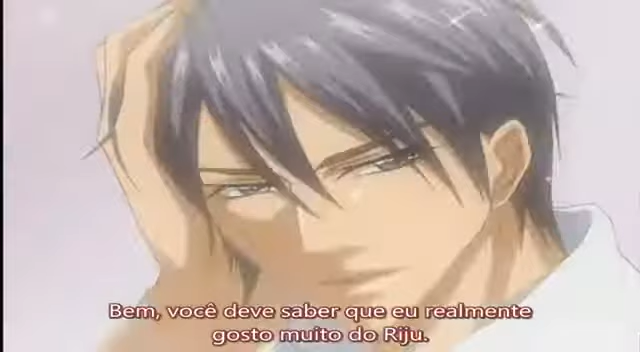 Bem, você deve saber que eu realmente
gosto muito do Riju.